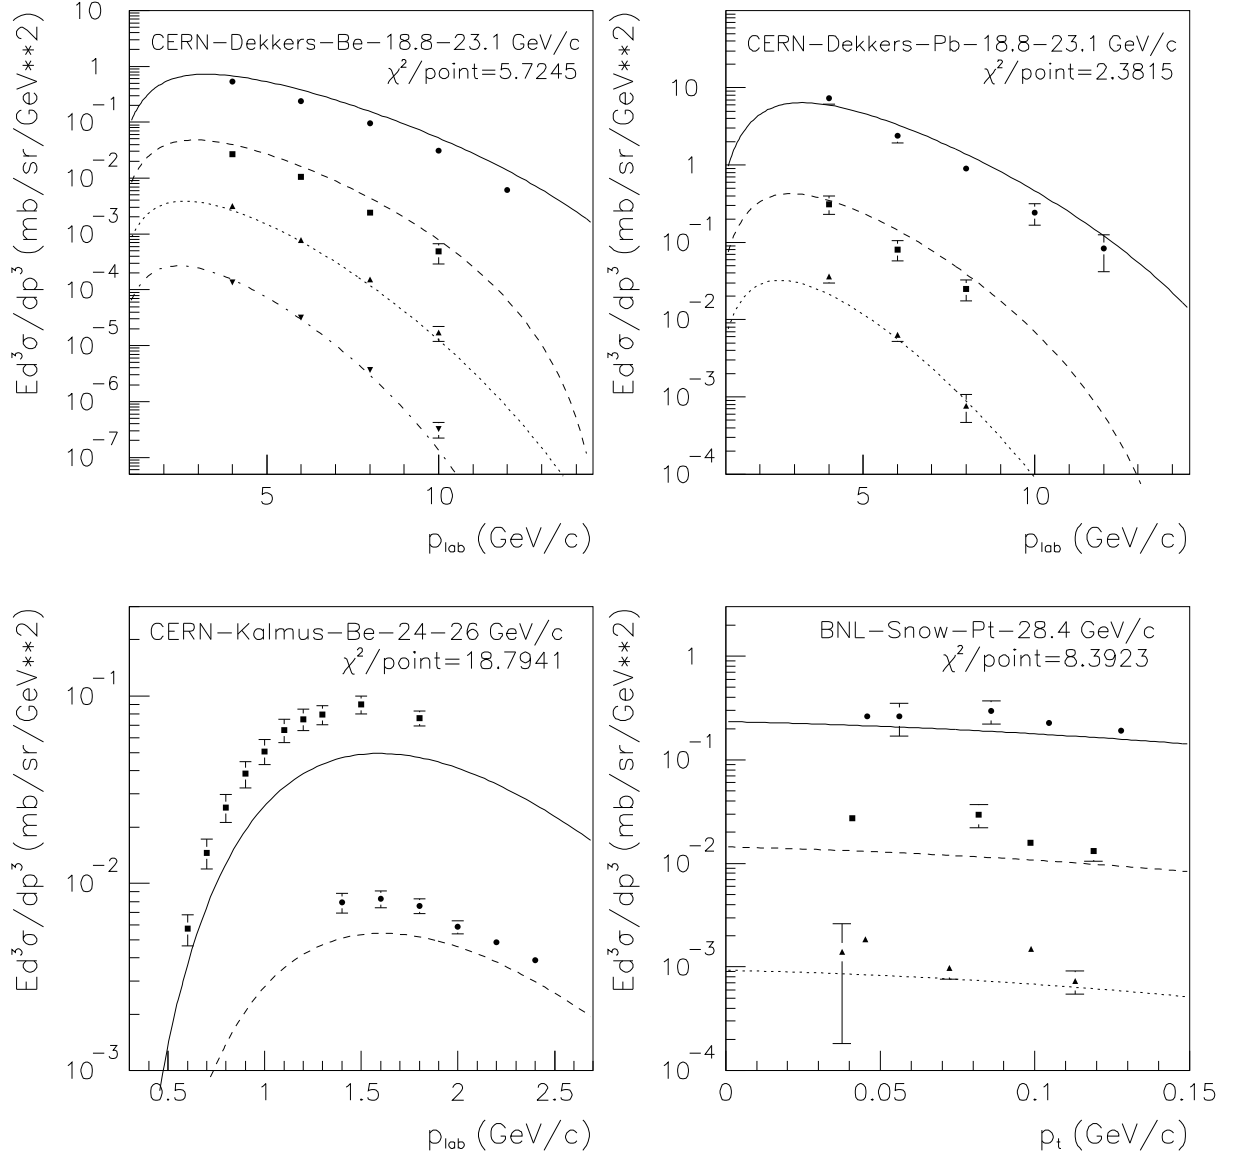 CERN–Dekkers–Be–18.8–23.1 GeV/c
χ²/point=5.7245
Ed³σ/dp³ (mb/sr/GeV**2)
10
1
10⁻¹
10⁻²
10⁻³
10⁻⁴
10⁻⁵
10⁻⁶
10⁻⁷
5 10
p_lab (GeV/c)
CERN–Dekkers–Pb–18.8–23.1 GeV/c
χ²/point=2.3815
Ed³σ/dp³ (mb/sr/GeV**2)
10
1
10⁻¹
10⁻²
10⁻³
10⁻⁴
5 10
p_lab (GeV/c)
CERN–Kalmus–Be–24–26 GeV/c
χ²/point=18.7941
Ed³σ/dp³ (mb/sr/GeV**2)
10⁻¹
10⁻²
10⁻³
0.5 1 1.5 2 2.5
p_lab (GeV/c)
BNL–Snow–Pt–28.4 GeV/c
χ²/point=8.3923
Ed³σ/dp³ (mb/sr/GeV**2)
1
10⁻¹
10⁻²
10⁻³
10⁻⁴
0 0.05 0.1 0.15
p_t (GeV/c)